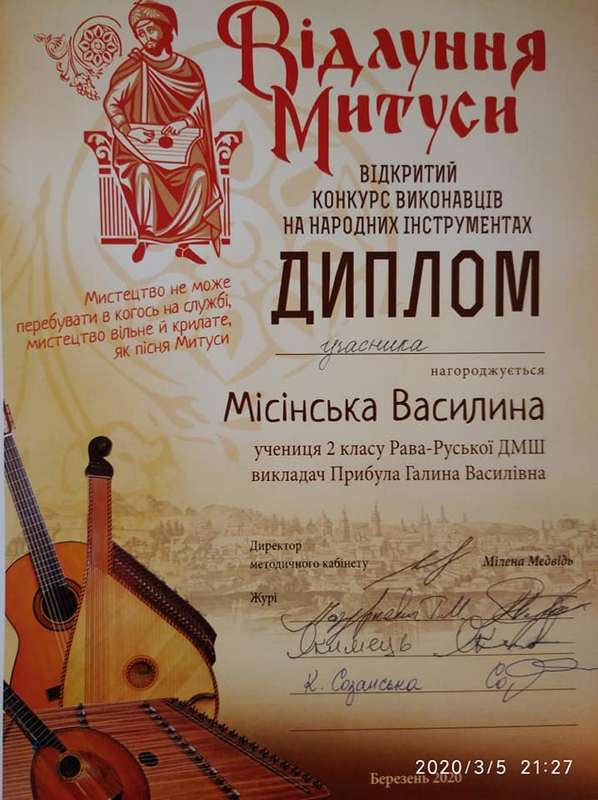 Відлуння
Митуси
ВІДКРИТИЙ
КОНКУРС ВИКОНАВЦІВ
НА НАРОДНИХ ІНСТРУМЕНТАХ
ДИПЛОМ
Мистецтво не може
перебувати в когось на службі,
мистецтво вільне й крилате,
як пісня Митуси
учасника
нагороджується
Місінська Василина
учениця 2 класу Рава-Руської ДМШ
викладач Прибула Галина Василівна
Директор
методичного кабінету
Мілена Медвідь
Журі
К. Созанська
Березень 2020
2020/3/5 21:27